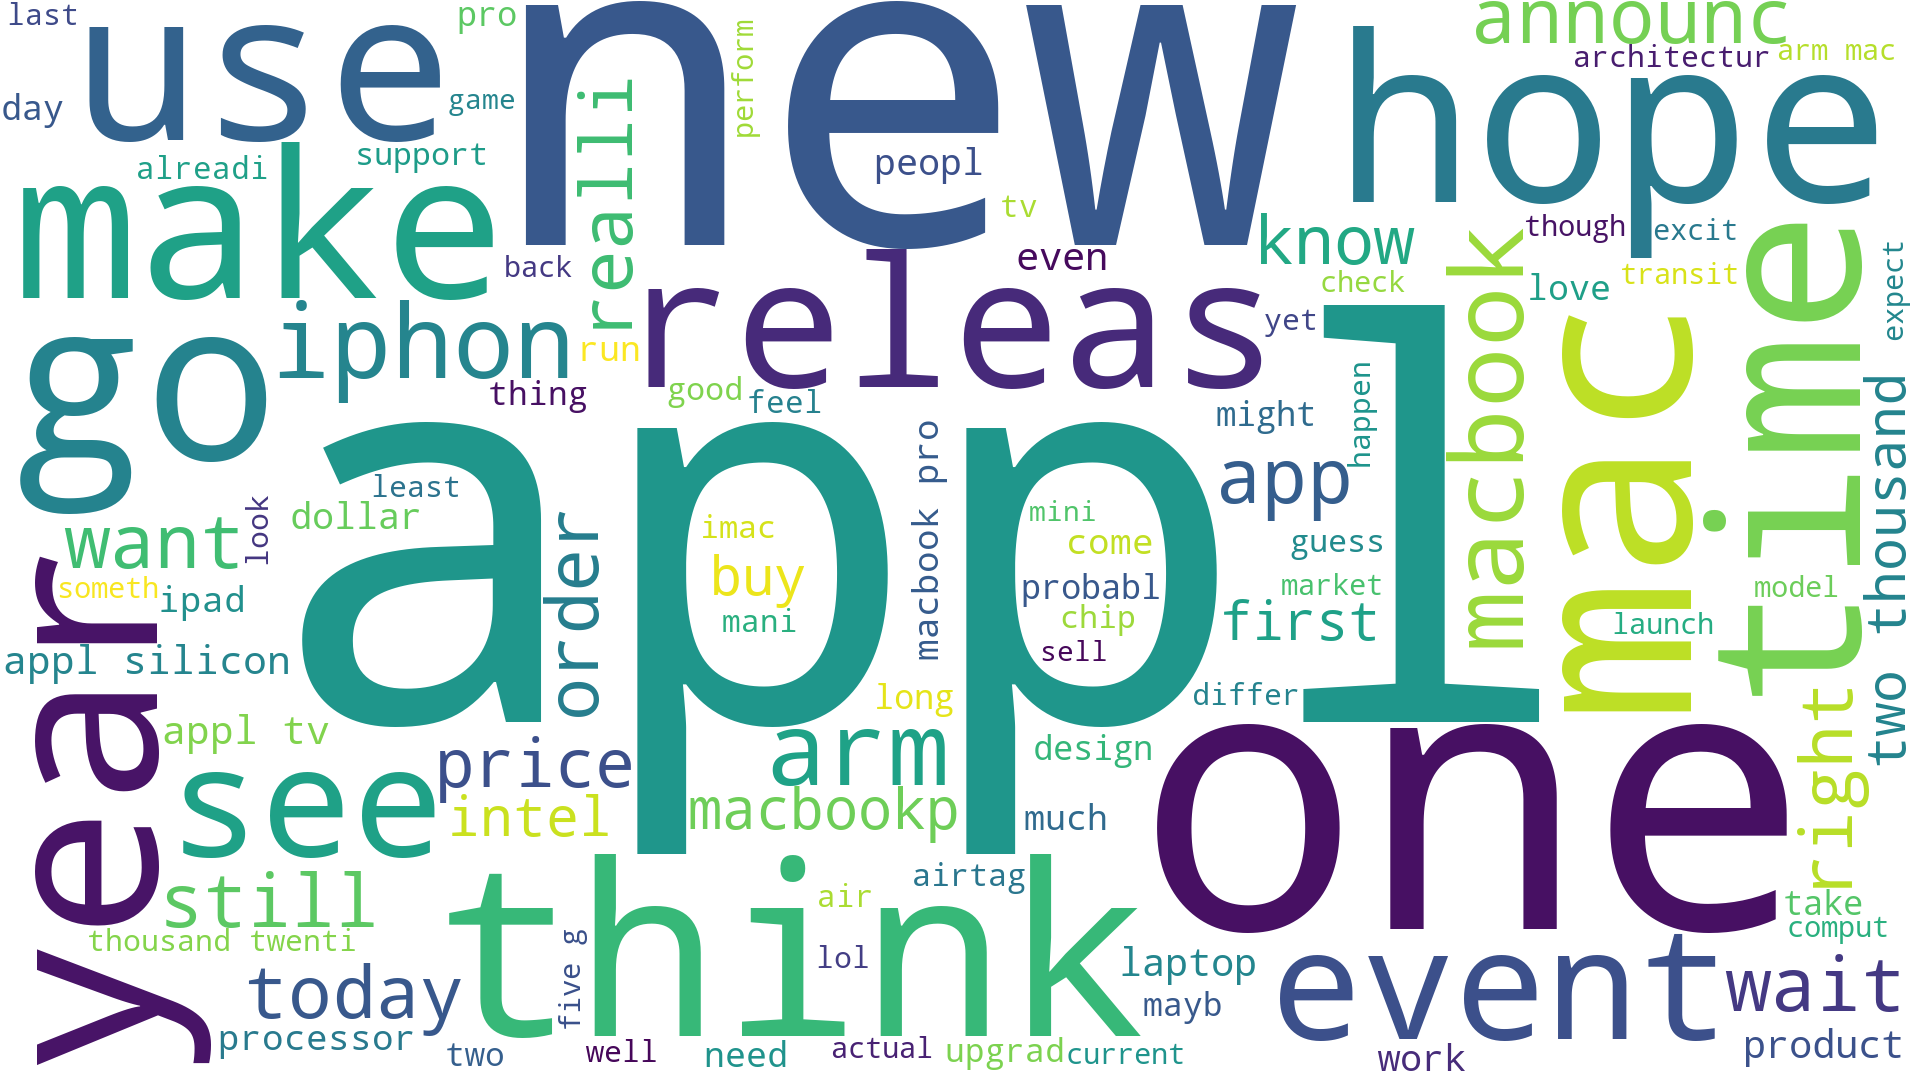 last
pro
new
announc
use
hope
architectur
arm mac
day
game
perform
alreadi
support
make
realli
peopl
tv
know
though
excit
back
even
check
love
transit
time
expect
go
iphon
run
releas
yet
macbook
mac
thing
good
feel
might
happen
two thousand
least
look
want
dollar
order
appl
macbook pro
app
imac
mini
come
guess
someth
ipad
buy
probabl
market
model
mani
chip
first
launch
year
appl silicon
sell
long
differ
right
appl tv
price
arm
design
one
see
intel
macbookp
much
still
think
air
airtag
take
comput
thousand twenti
five g
lol
laptop
event
wait
today
mayb
processor
two
well
need
actual
upgrad
current
work
product